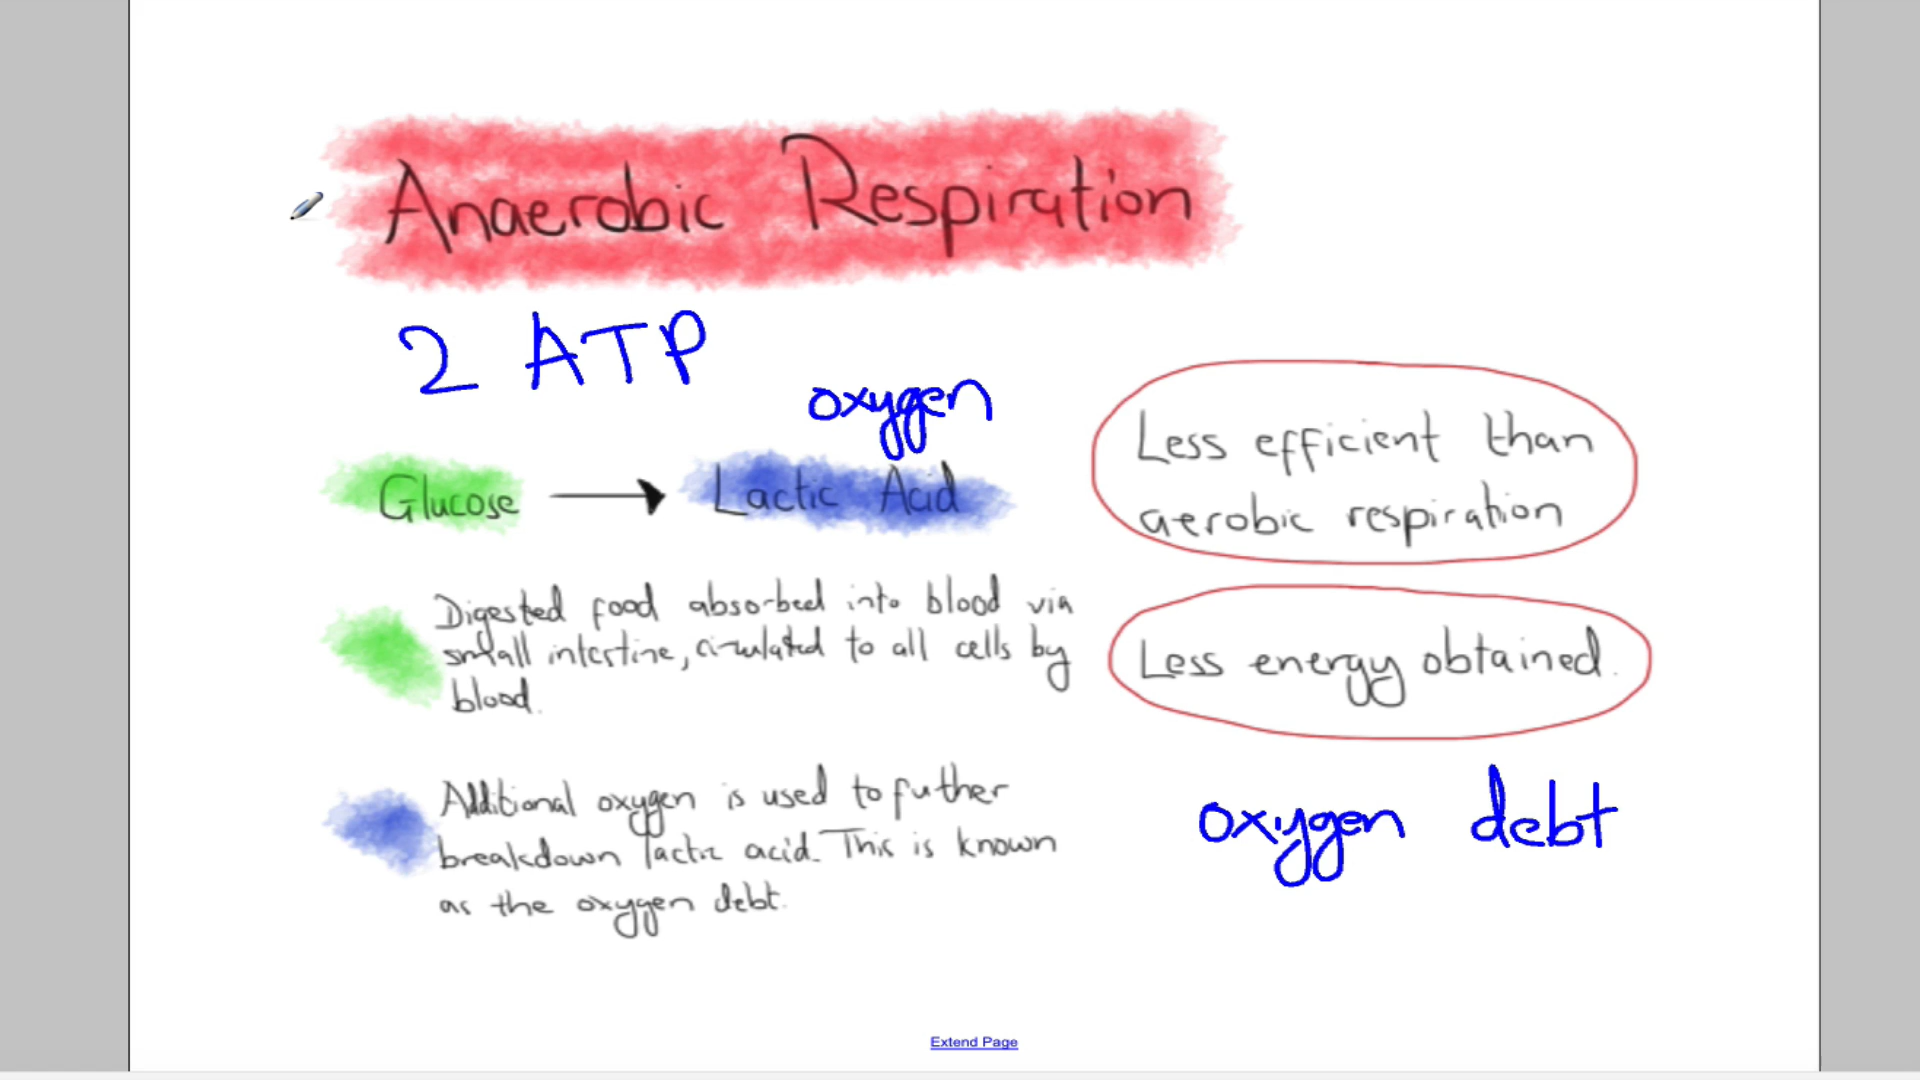 Anaerobic Respiration
2 ATP
oxygen
Glucose → Lactic Acid
Digested food absorbed into blood via
small intestine, circulated to all cells by
blood.
Additional oxygen is used to futher
breakdown lactic acid. This is known
as the oxygen debt.
Less efficient than
aerobic respiration
Less energy obtained.
oxygen debt
Extend Page